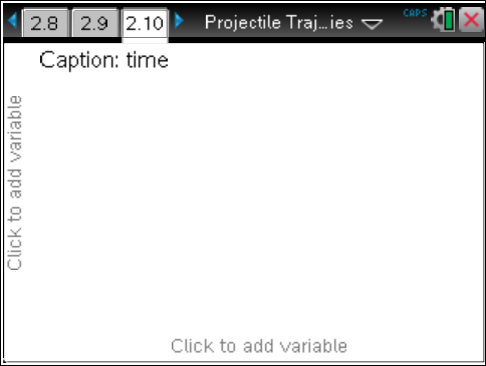 2.8 2.9 2.10 Projectile Traj...ies CAPS
Caption: time
Click to add variable
Click to add variable